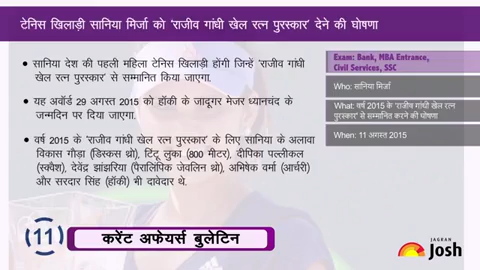 टेनिस खिलाड़ी सानिया मिर्जा को 'राजीव गांधी खेल रत्न पुरस्कार' देने की घोषणा
• सानिया देश की पहली महिला टेनिस खिलाड़ी होंगी जिन्हें 'राजीव गांधी
खेल रत्न पुरस्कार' से सम्मानित किया जाएगा.
• यह अवॉर्ड 29 अगस्त 2015 को हॉकी के जादूगर मेजर ध्यानचंद के
जन्मदिन पर दिया जाएगा.
• वर्ष 2015 के 'राजीव गांधी खेल रत्न पुरस्कार' के लिए सानिया के अलावा
विकास गौड़ा (डिस्कस थ्रो), टिंटू लुका (800 मीटर), दीपिका पल्लीकल
(स्क्वैश), देवेंद्र झांझरिया (पैरालिंपिक जेवलिन थ्रो), अभिषेक वर्मा (आर्चरी)
और सरदार सिंह (हॉकी) भी दावेदार थे.
Exam: Bank, MBA Entrance,
Civil Services, SSC
Who: सानिया मिर्जा
What: वर्ष 2015 के 'राजीव गांधी खेल रत्न
पुरस्कार' से सम्मानित करने की घोषणा
When: 11 अगस्त 2015
(11) करेंट अफेयर्स बुलेटिन
JAGRAN
Josh